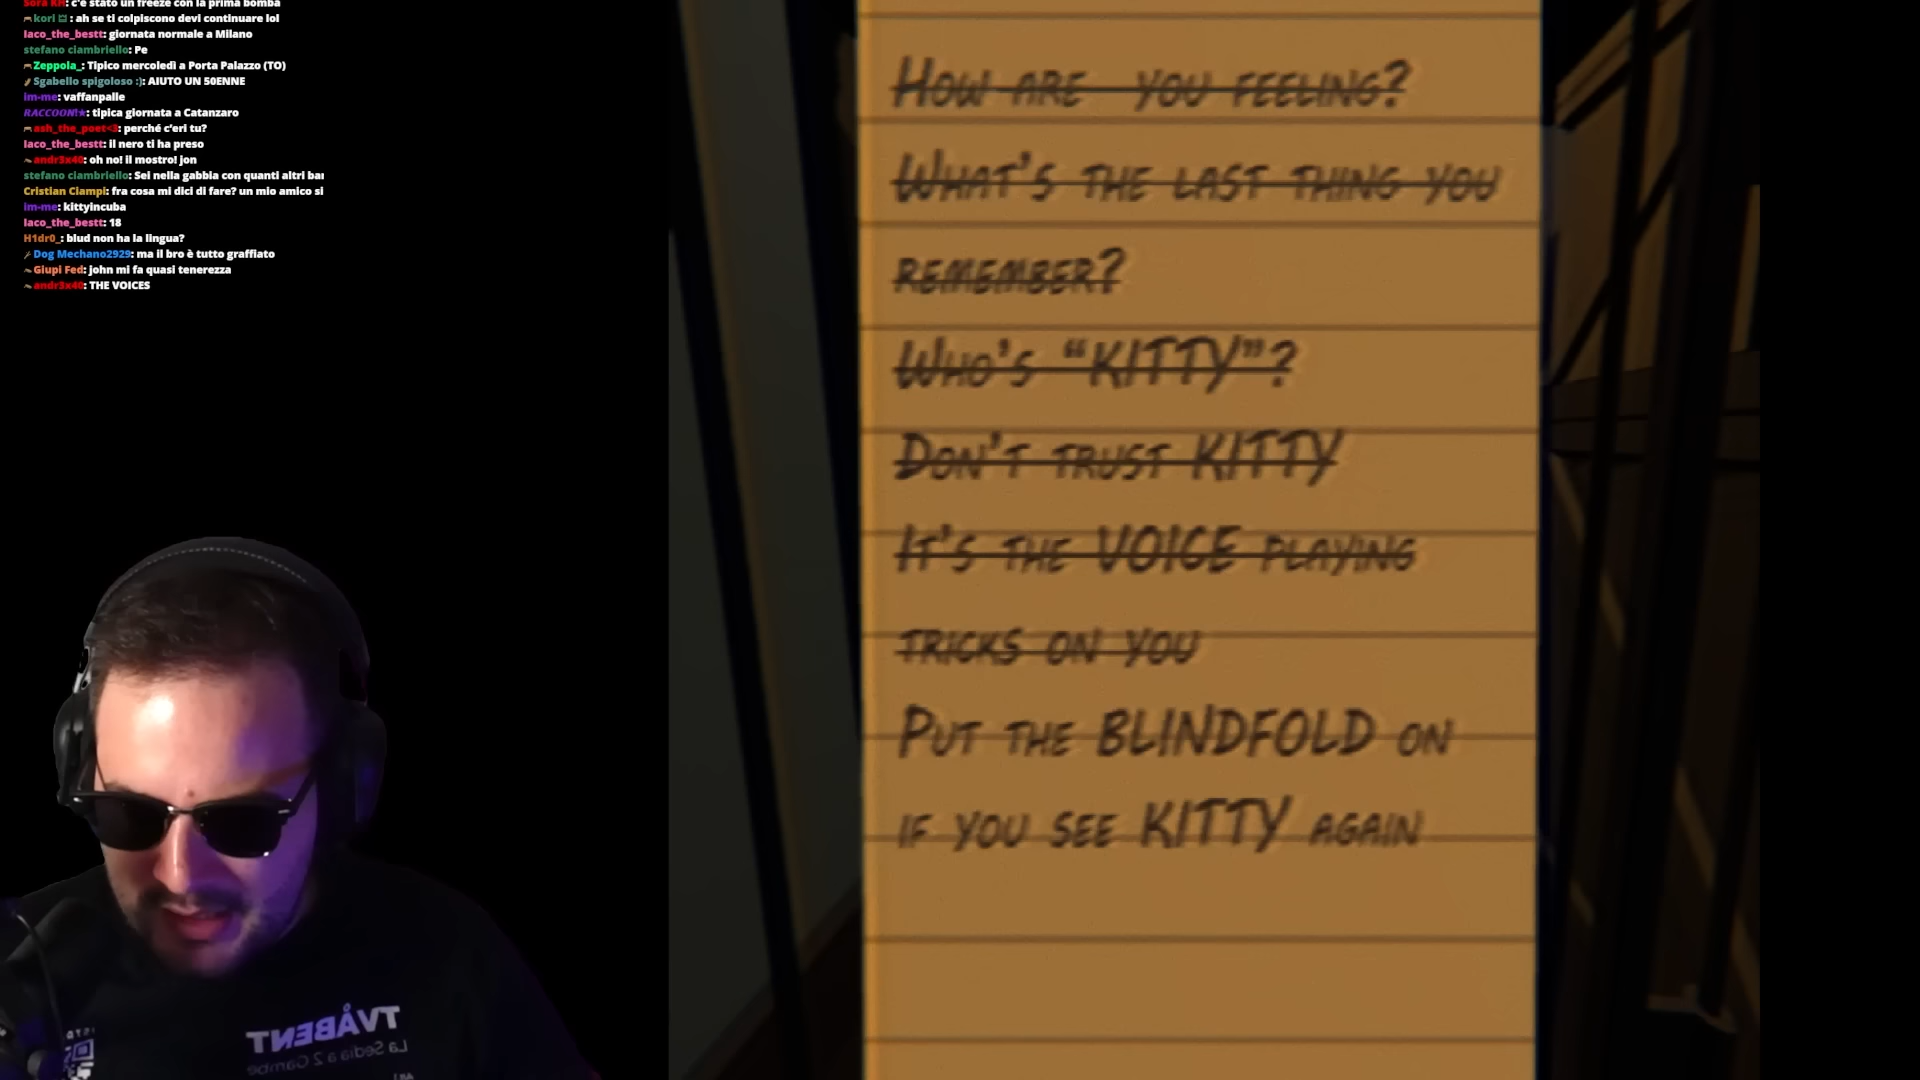 Sora RH: c'è stato un freeze con la prima bomba
kori: ah se ti colpiscono devi continuare lol
Iaco_the_bestt: giornata normale a Milano
stefano ciambriello: Pe
Zeppola_: Tipico mercoledì a Porta Palazzo (TO)
Sgabello spigoloso :): AIUTO UN 50ENNE
im-me: vaffanpalle
RACCOON!★: tipica giornata a Catanzaro
ash_the_poet<3: perché c'eri tu?
Iaco_the_bestt: il nero ti ha preso
andr3x40: oh no! il mostro! jon
stefano ciambriello: Sei nella gabbia con quanti altri bar
Cristian Ciampi: fra cosa mi dici di fare? un mio amico si
im-me: kittyincuba
Iaco_the_bestt: 18
H1dr0_: blud non ha la lingua?
Dog Mechano2929: ma il bro è tutto graffiato
Giupi Fed: john mi fa quasi tenerezza
andr3x40: THE VOICES
HOW ARE YOU FEELING?
WHAT'S THE LAST THING YOU
REMEMBER?
WHO'S "KITTY"?
DON'T TRUST KITTY
IT'S THE VOICE PLAYING
TRICKS ON YOU
PUT THE BLINDFOLD ON
IF YOU SEE KITTY AGAIN
TVÅBENT
La Sedia a 2 Gambe